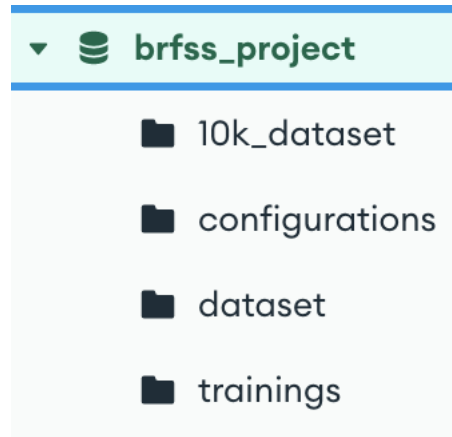 brfss_project
10k_dataset
configurations
dataset
trainings